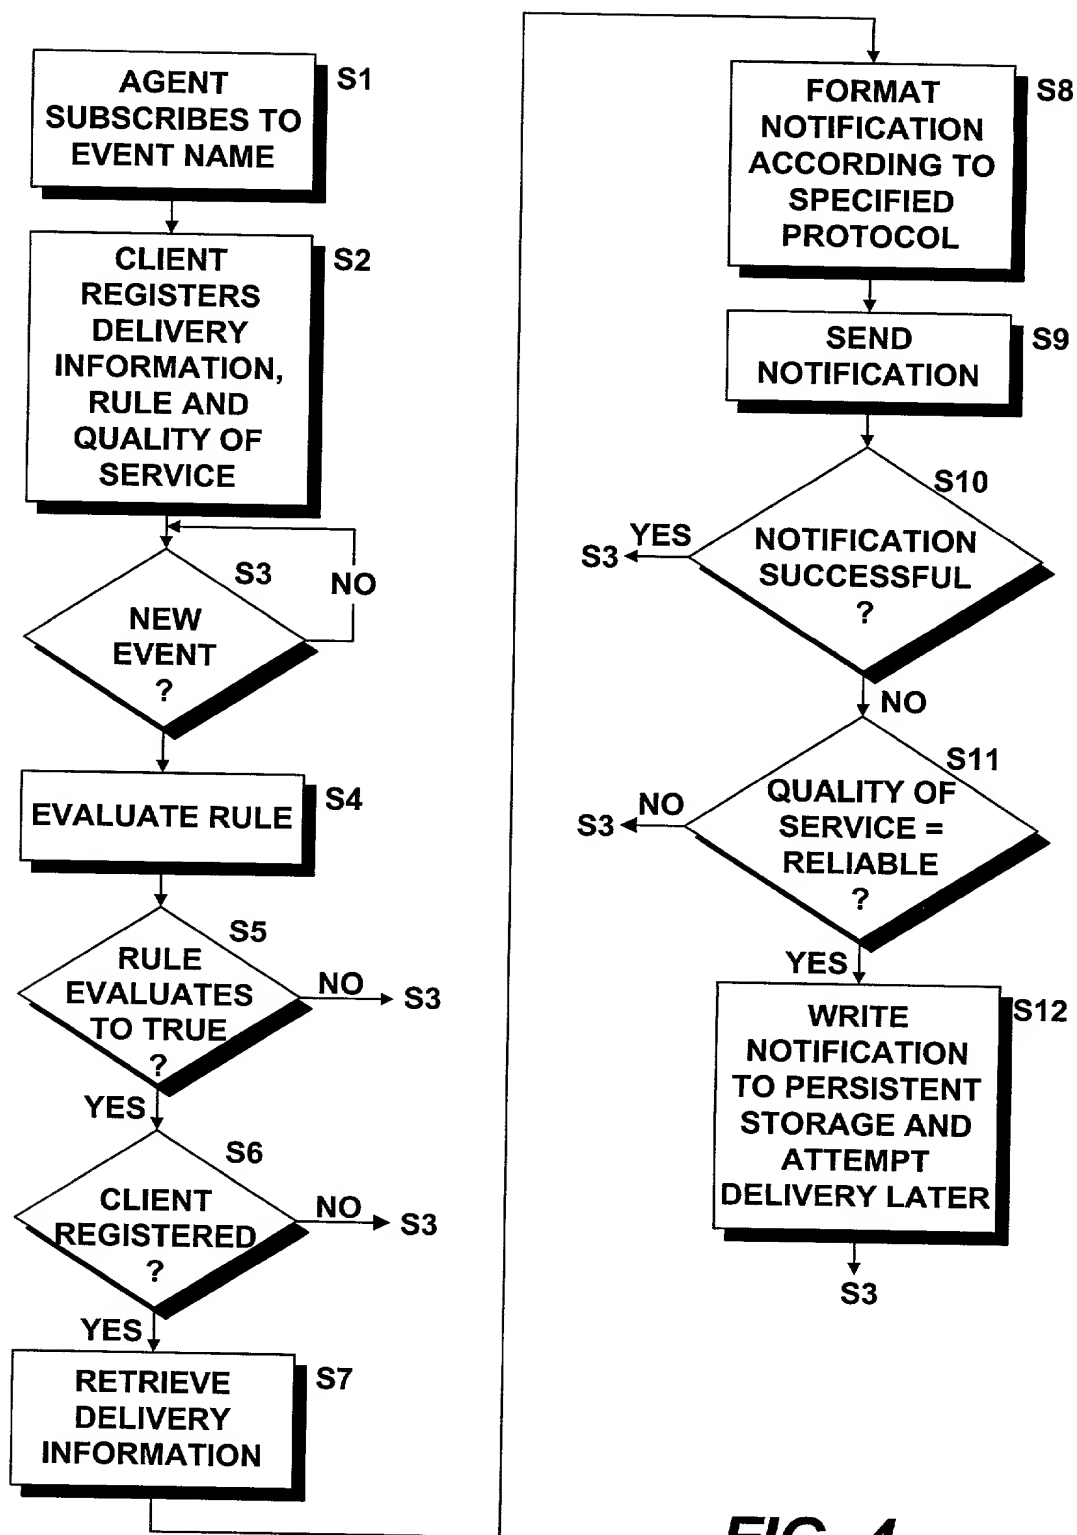 AGENT
SUBSCRIBES TO
EVENT NAME
S1
CLIENT
REGISTERS
DELIVERY
INFORMATION,
RULE AND
QUALITY OF
SERVICE
S2
S3
NO
NEW
EVENT
?
EVALUATE RULE
S4
S5
RULE
EVALUATES
TO TRUE
?
NO
S3
YES
S6
CLIENT
REGISTERED
?
NO
S3
YES
RETRIEVE
DELIVERY
INFORMATION
S7
FORMAT
NOTIFICATION
ACCORDING TO
SPECIFIED
PROTOCOL
S8
SEND
NOTIFICATION
S9
S10
NOTIFICATION
SUCCESSFUL
?
YES
S3
NO
S11
QUALITY OF
SERVICE =
RELIABLE
?
NO
S3
YES
WRITE
NOTIFICATION
TO PERSISTENT
STORAGE AND
ATTEMPT
DELIVERY LATER
S12
S3
FIG. 4